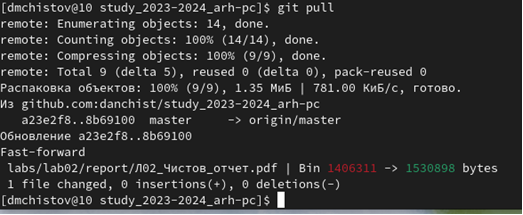 [dmchistov@10 study_2023-2024_arh-pc]$ git pull
remote: Enumerating objects: 14, done.
remote: Counting objects: 100% (14/14), done.
remote: Compressing objects: 100% (9/9), done.
remote: Total 9 (delta 5), reused 0 (delta 0), pack-reused 0
Распаковка объектов: 100% (9/9), 1.35 МиБ | 781.00 КиБ/с, готово.
Из github.com:danchist/study_2023-2024_arh-pc
   a23e2f8..8b69100  master     -> origin/master
Обновление a23e2f8..8b69100
Fast-forward
 labs/lab02/report/Л02_Чистов_отчет.pdf | Bin 1406311 -> 1530898 bytes
 1 file changed, 0 insertions(+), 0 deletions(-)
[dmchistov@10 study_2023-2024_arh-pc]$